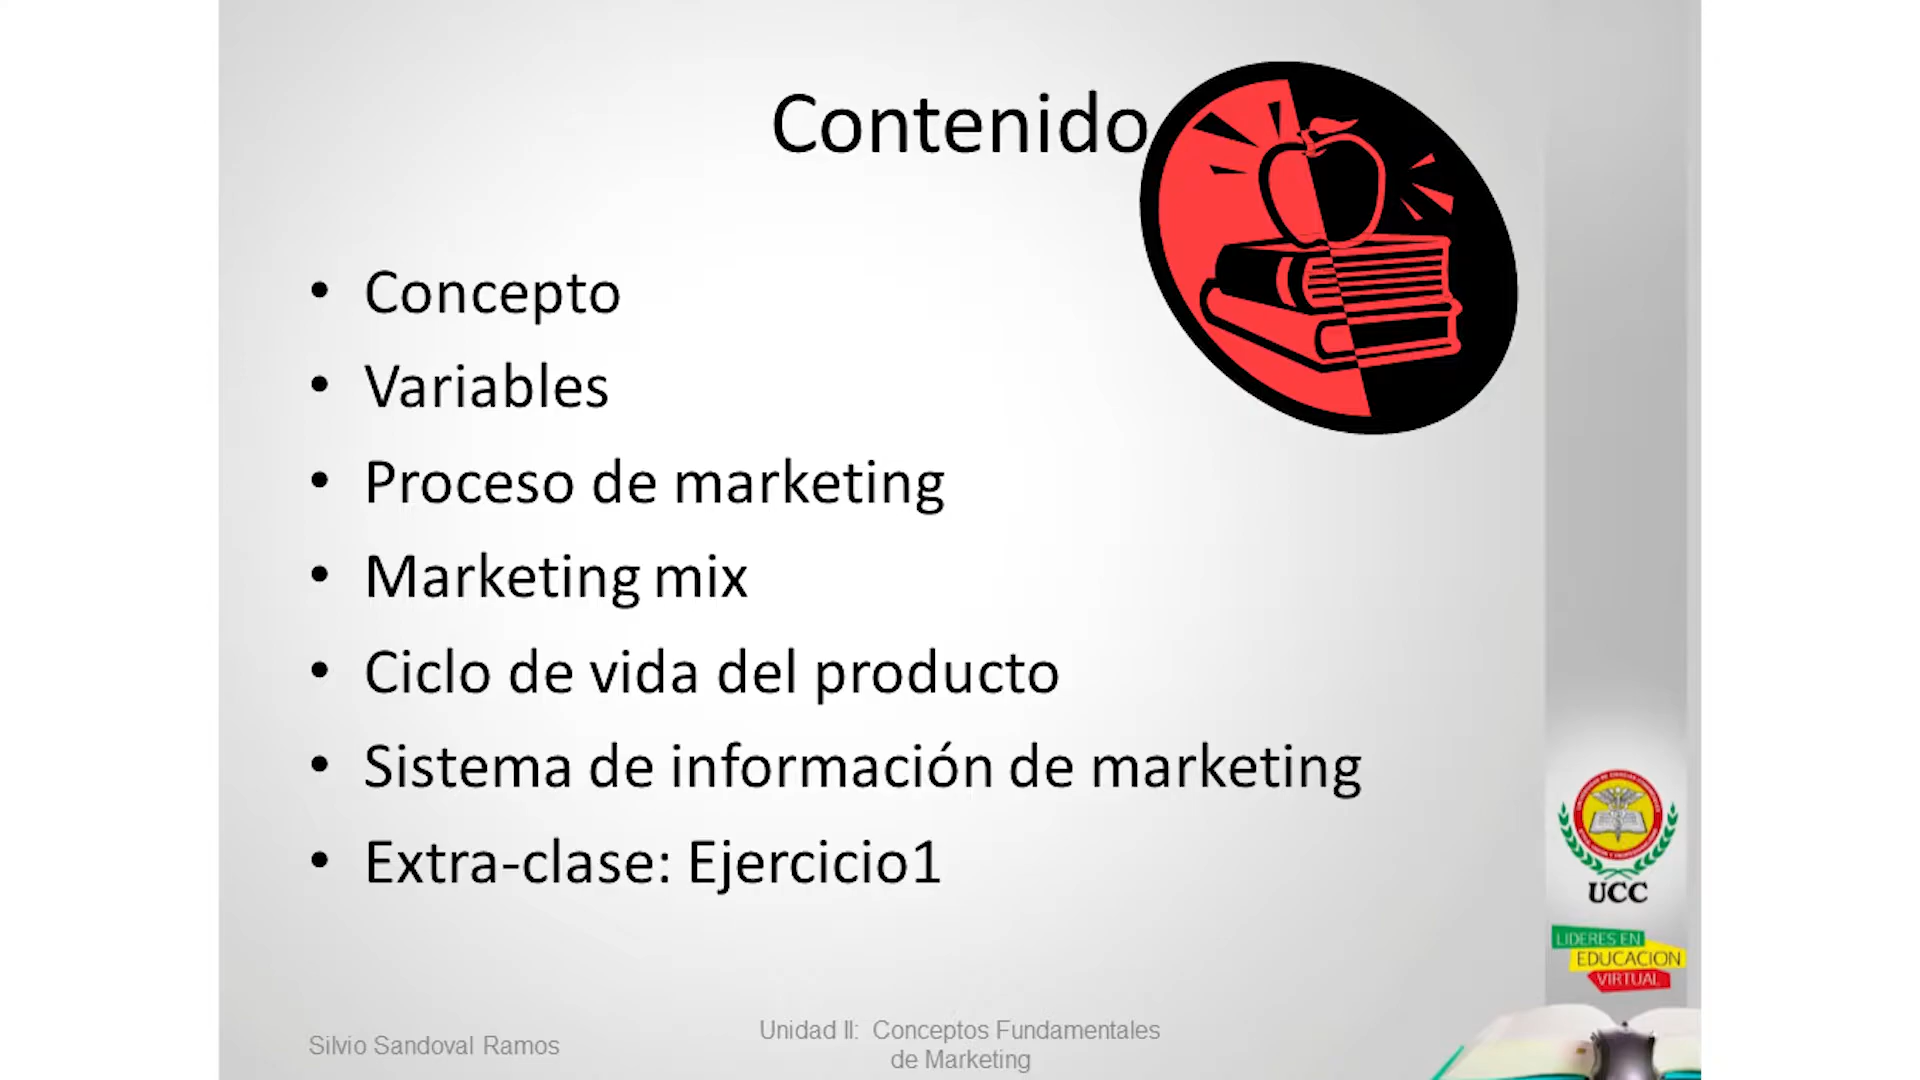 Contenido
• Concepto
• Variables
• Proceso de marketing
• Marketing mix
• Ciclo de vida del producto
• Sistema de información de marketing
• Extra-clase: Ejercicio1
UCC
LIDERES EN
EDUCACION
VIRTUAL
Silvio Sandoval Ramos
Unidad II: Conceptos Fundamentales
de Marketing